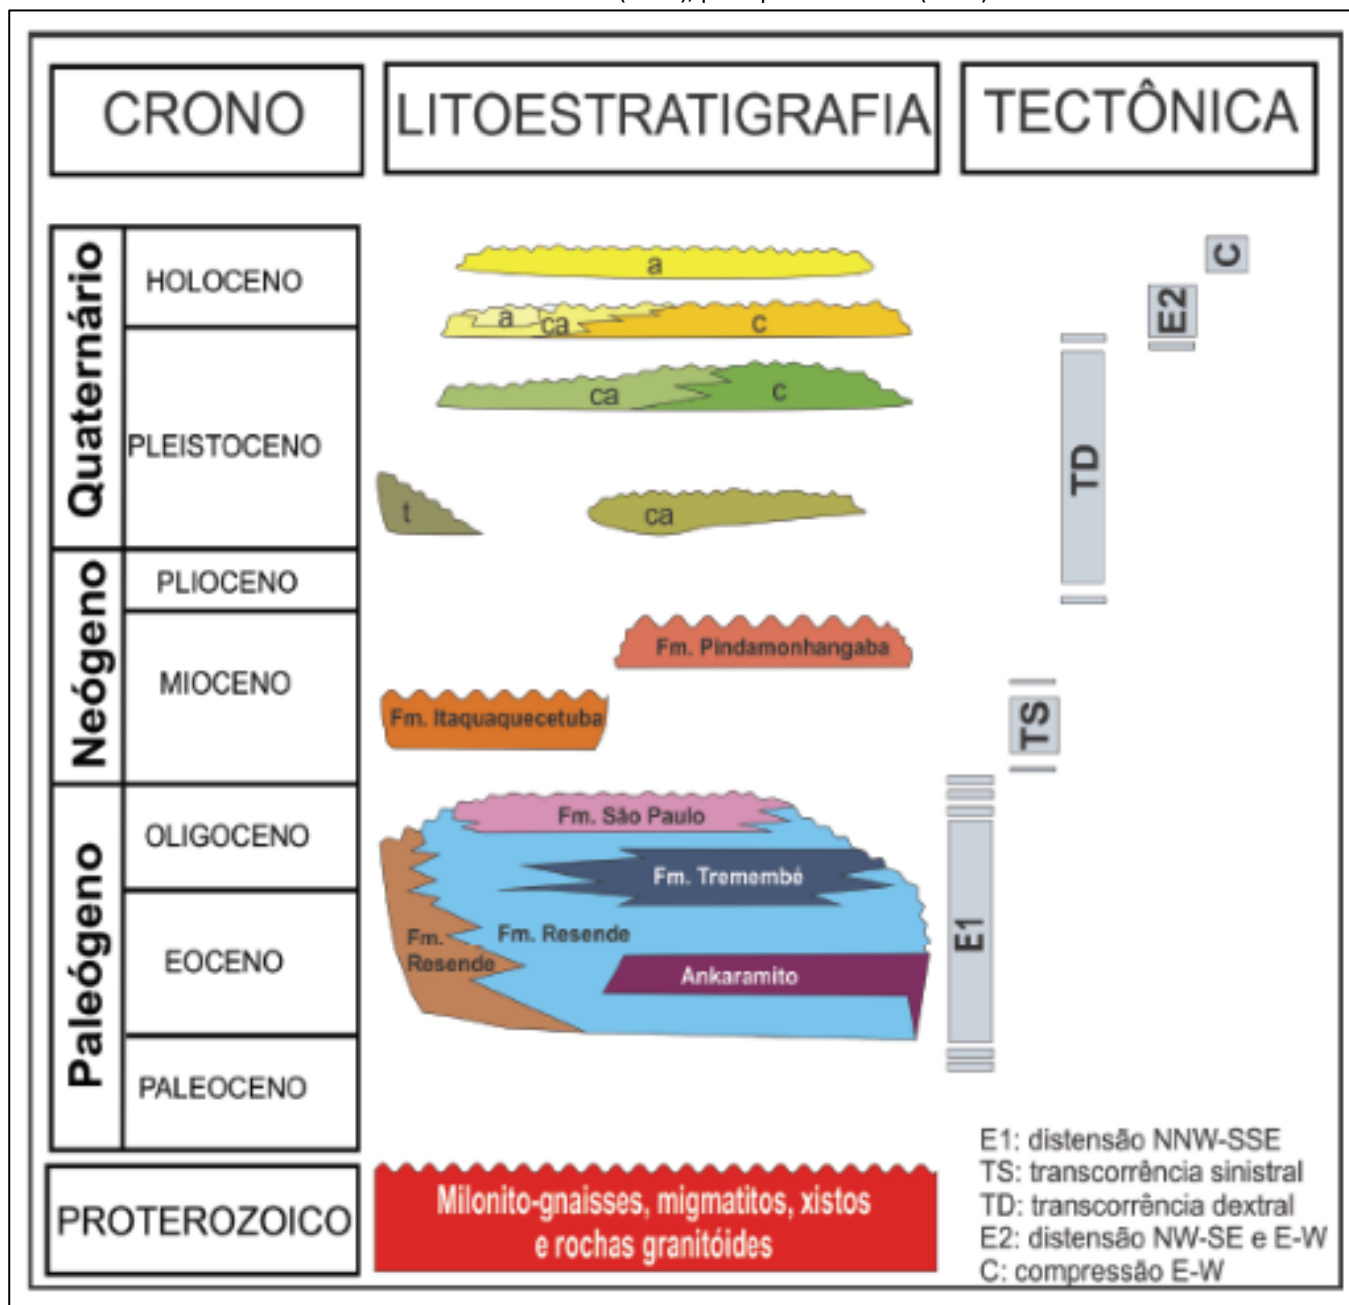 CRONO
LITOESTRATIGRAFIA
TECTÔNICA
Quaternário
HOLOCENO
PLEISTOCENO
Neógeno
PLIOCENO
MIOCENO
Paleógeno
OLIGOCENO
EOCENO
PALEOCENO
PROTEROZOICO
a
a
ca
c
ca
c
t
ca
Fm. Pindamonhangaba
Fm. Itaquaquecetuba
Fm. São Paulo
Fm. Tremembé
Fm. Resende
Fm.
Resende
Ankaramito
Milonito-gnaisses, migmatitos, xistos
e rochas granitóides
C
E2
TD
TS
E1
E1: distensão NNW-SSE
TS: transcorrência sinistral
TD: transcorrência dextral
E2: distensão NW-SE e E-W
C: compressão E-W